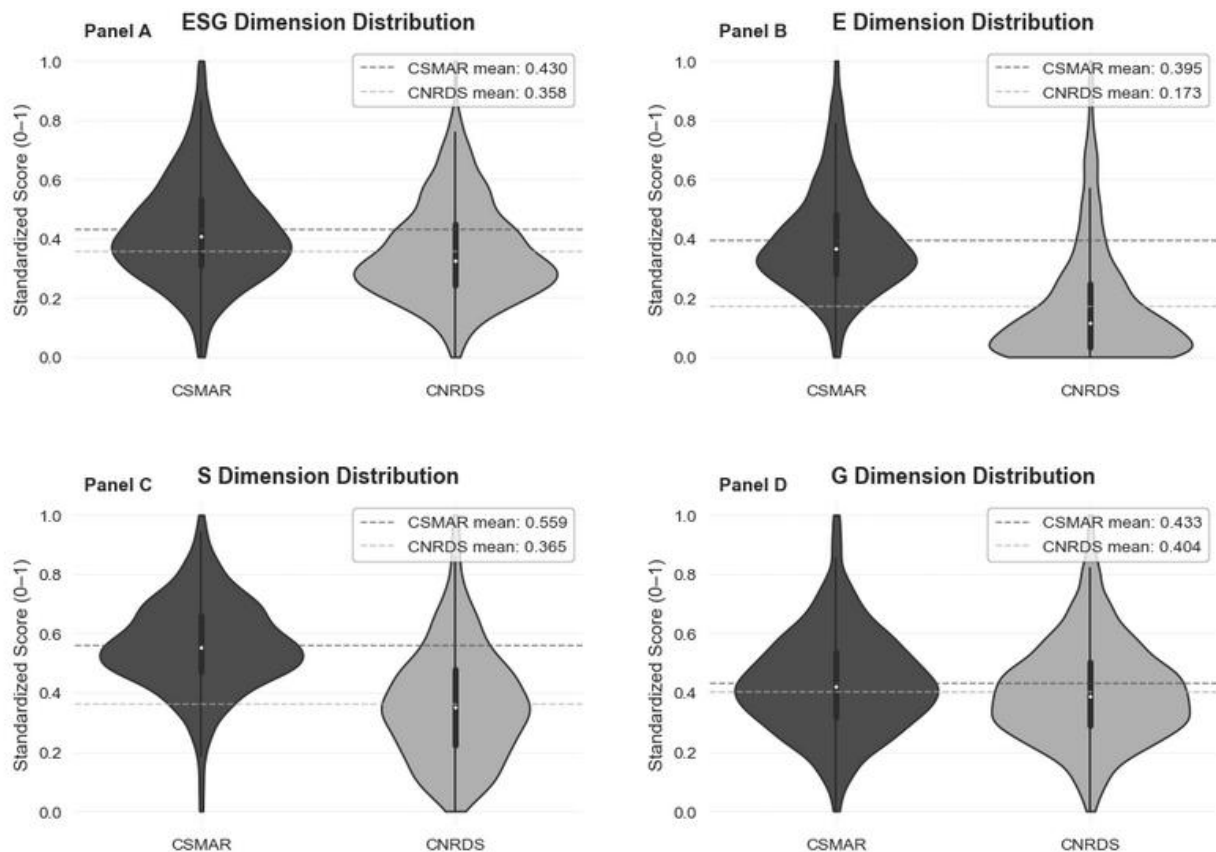 Panel A ESG Dimension Distribution
CSMAR mean: 0.430
CNRDS mean: 0.358
Standardized Score (0–1)
1.0
0.8
0.6
0.4
0.2
0.0
CSMAR CNRDS
Panel B E Dimension Distribution
CSMAR mean: 0.395
CNRDS mean: 0.173
Standardized Score (0–1)
1.0
0.8
0.6
0.4
0.2
0.0
CSMAR CNRDS
Panel C S Dimension Distribution
CSMAR mean: 0.559
CNRDS mean: 0.365
Standardized Score (0–1)
1.0
0.8
0.6
0.4
0.2
0.0
CSMAR CNRDS
Panel D G Dimension Distribution
CSMAR mean: 0.433
CNRDS mean: 0.404
Standardized Score (0–1)
1.0
0.8
0.6
0.4
0.2
0.0
CSMAR CNRDS